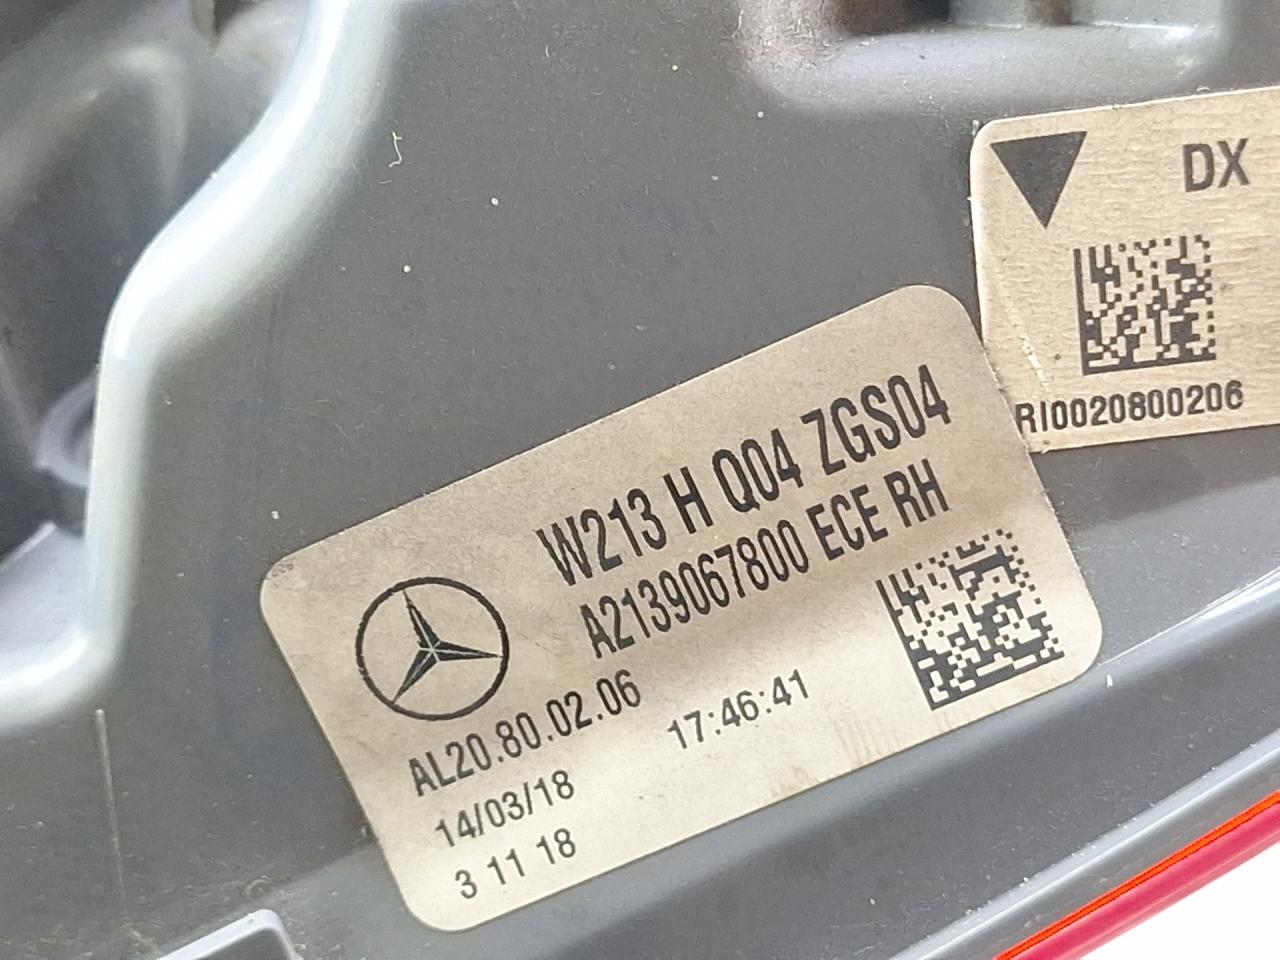 DX
RI0020800206
W213 H Q04 ZGS04
A2139067800 ECE RH
AL20.80.02.06
17:46:41
14/03/18
3 11 18